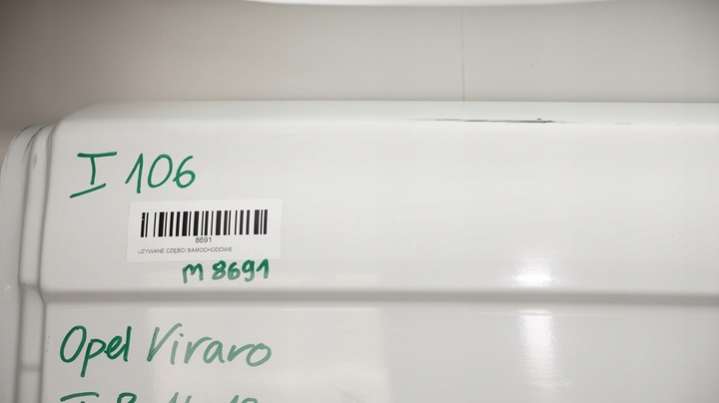 I 106
8691
UŻYWANE CZĘŚCI SAMOCHODOWE
M 8691
Opel Viraro